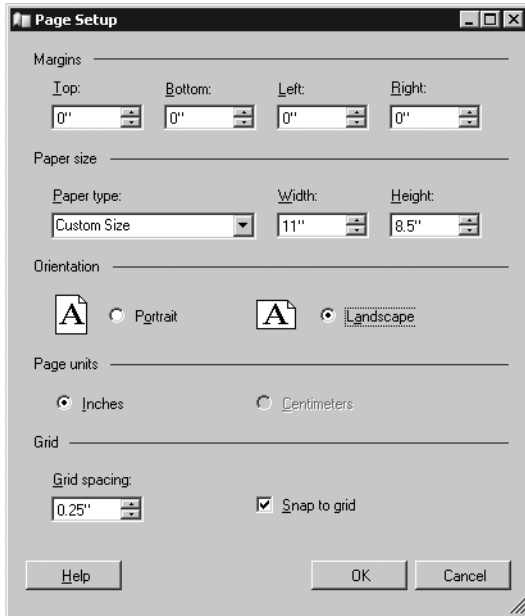 Page Setup
Margins
Top: Bottom: Left: Right:
0" 0" 0" 0"
Paper size
Paper type: Width: Height:
Custom Size 11" 8.5"
Orientation
A Portrait A Landscape
Page units
Inches Centimeters
Grid
Grid spacing:
0.25" Snap to grid
Help OK Cancel